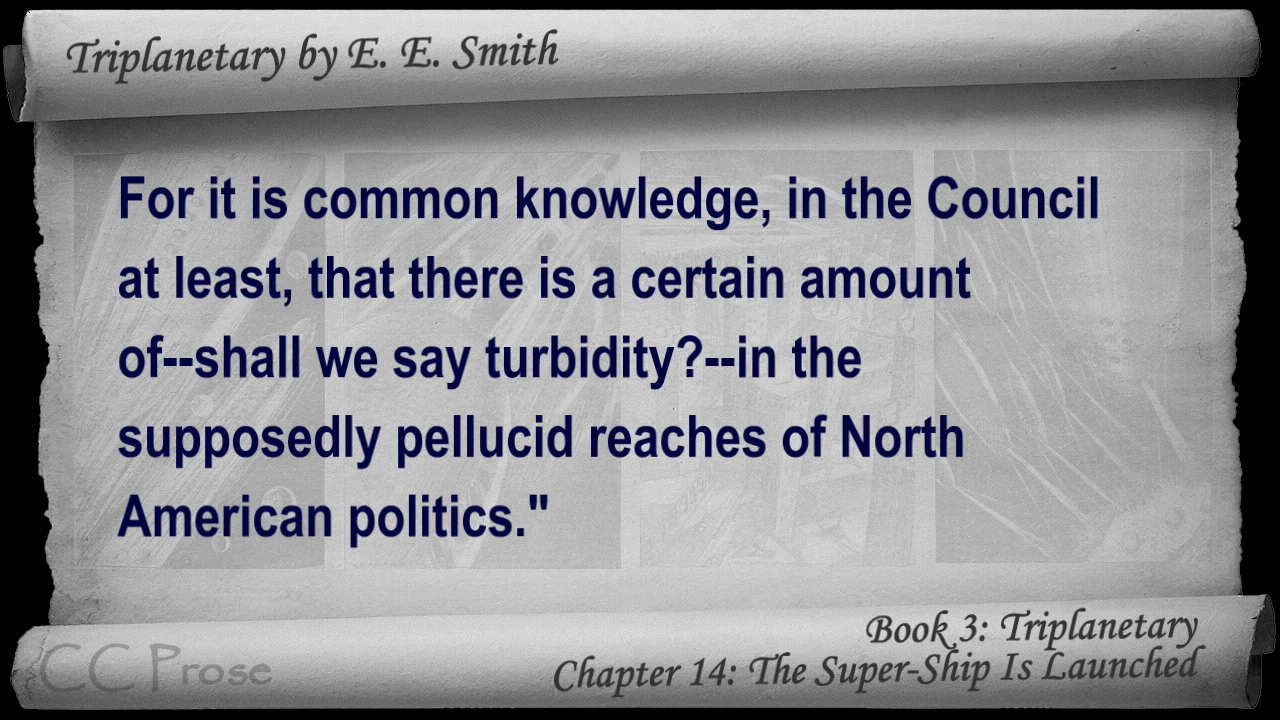 Triplanetary by E. E. Smith
For it is common knowledge, in the Council
at least, that there is a certain amount
of--shall we say turbidity?--in the
supposedly pellucid reaches of North
American politics."
Book 3: Triplanetary
Chapter 14: The Super-Ship Is Launched
CC Prose